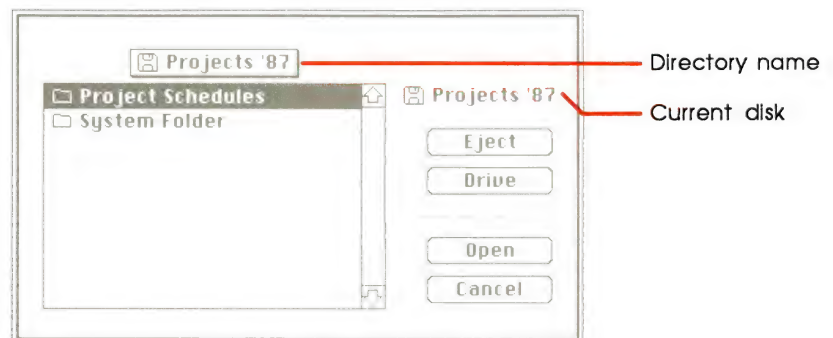 Projects '87
Directory name
Project Schedules
Projects '87
System Folder
Current disk
Eject
Drive
Open
Cancel